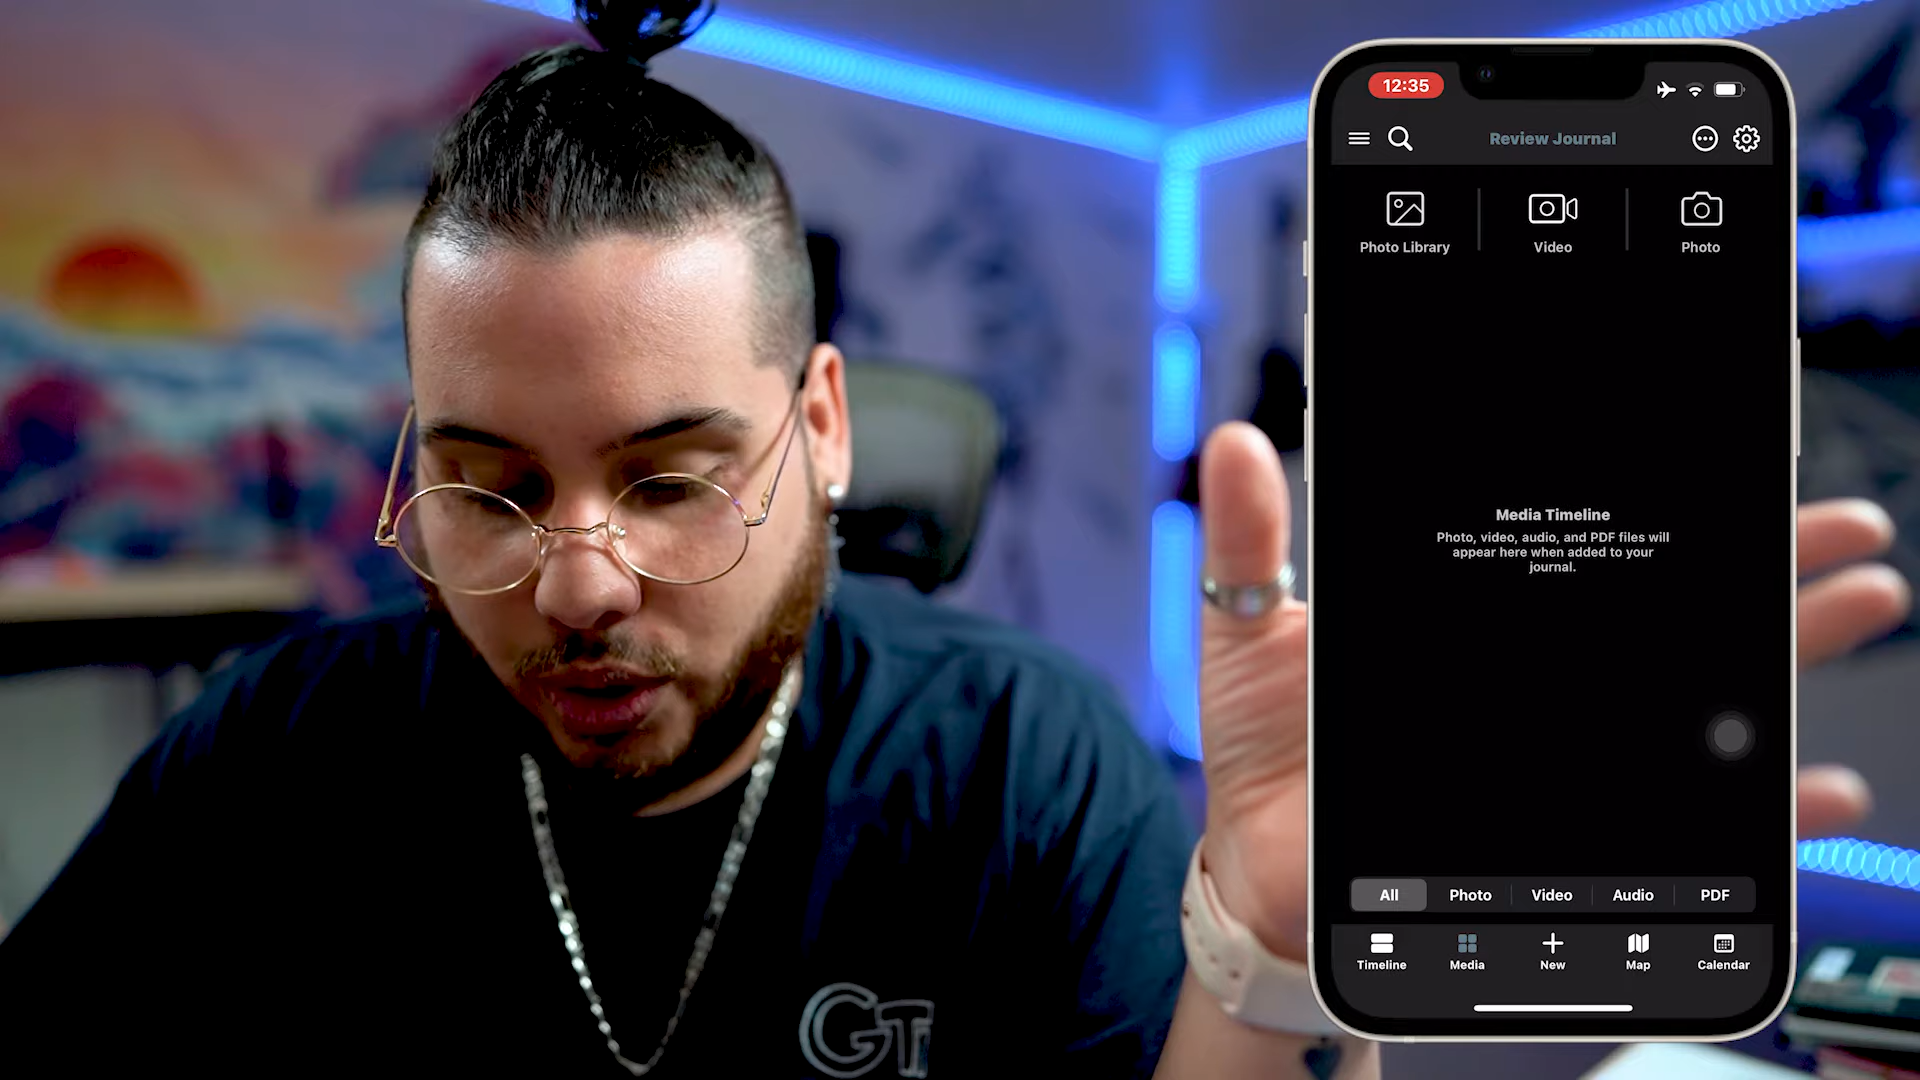 12:35
Review Journal
Photo Library
Video
Photo
Media Timeline
Photo, video, audio, and PDF files will
appear here when added to your
journal.
All
Photo
Video
Audio
PDF
Timeline
Media
New
Map
Calendar
GT